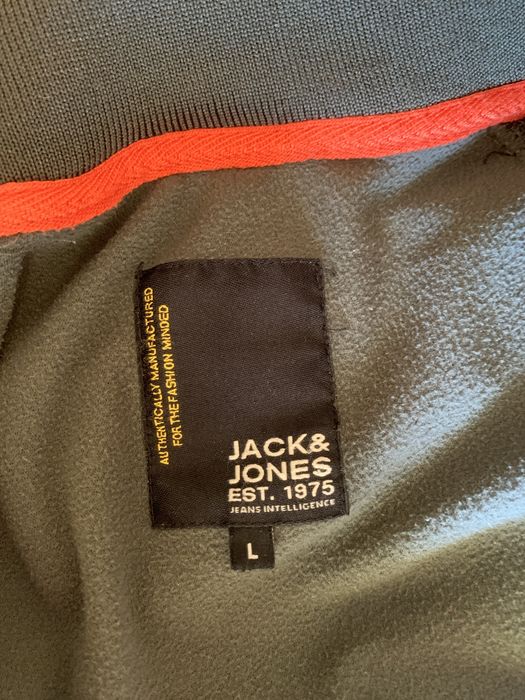 AUTHENTICALLY MANUFACTURED
FOR THE FASHION MINDED
JACK&
JONES
EST. 1975
JEANS INTELLIGENCE
L